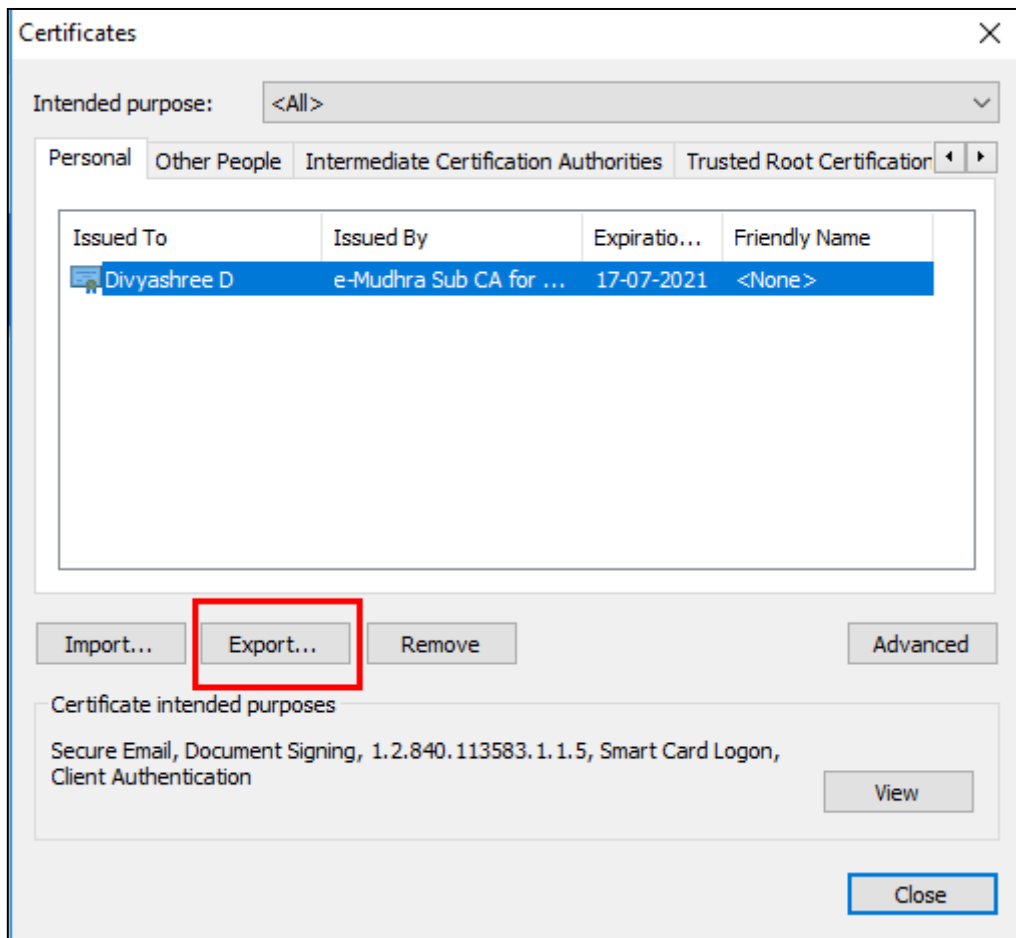 Certificates
Intended purpose: <All>
Personal Other People Intermediate Certification Authorities Trusted Root Certification
Issued To Issued By Expiratio... Friendly Name
Divyashree D e-Mudhra Sub CA for ... 17-07-2021 <None>
Import... Export... Remove Advanced
Certificate intended purposes
Secure Email, Document Signing, 1.2.840.113583.1.1.5, Smart Card Logon,
Client Authentication
View
Close